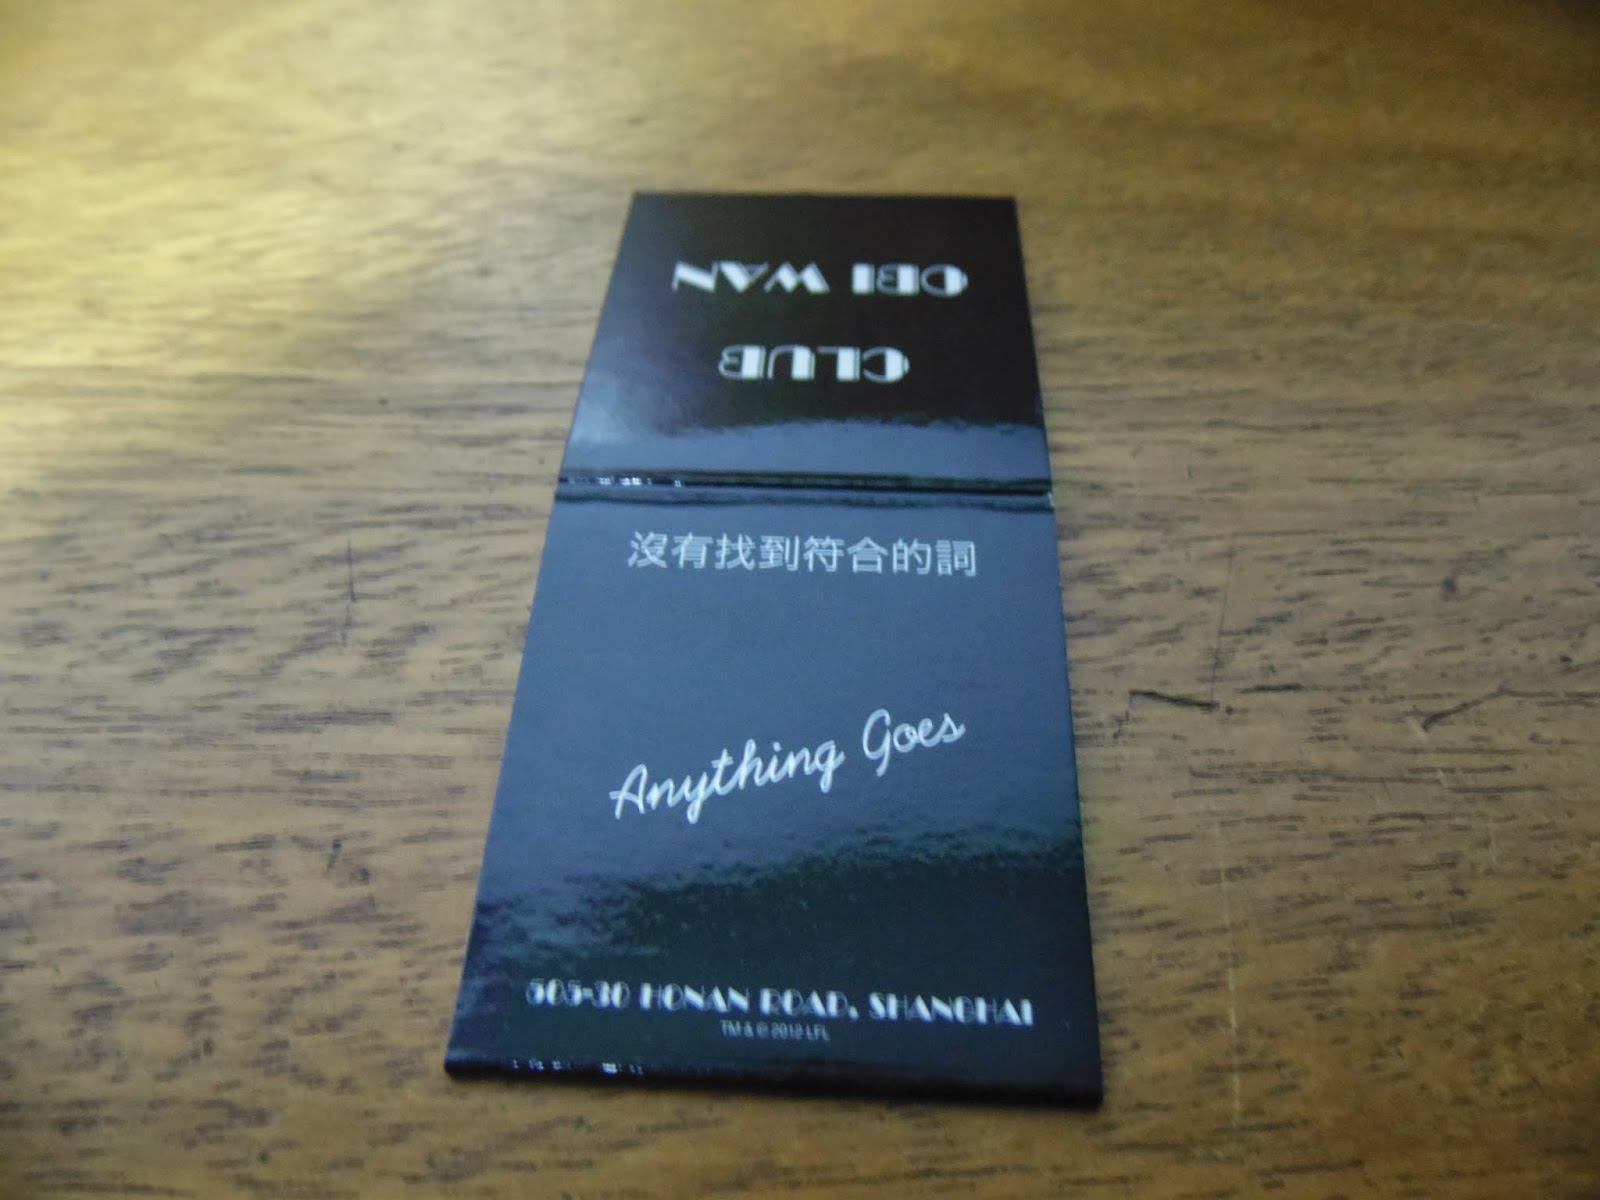 CLUB
OBI WAN
沒有找到符合的詞
Anything Goes
505-30 HONAN ROAD, SHANGHAI
TM & © 2012 LFL